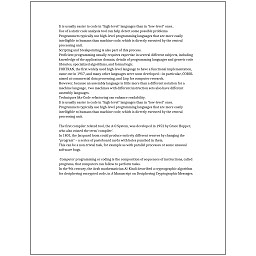 It is usually easier to code in "high-level" languages than in "low-level" ones.
Use of a static code analysis tool can help detect some possible problems.
Programmers typically use high-level programming languages that are more easily
intelligible to humans than machine code, which is directly executed by the central
processing unit.
Scripting and breakpointing is also part of this process.
Proficient programming usually requires expertise in several different subjects, including
knowledge of the application domain, details of programming languages and generic code
libraries, specialized algorithms, and formal logic.
FORTRAN, the first widely used high-level language to have a functional implementation,
came out in 1957, and many other languages were soon developed—in particular, COBOL
aimed at commercial data processing, and Lisp for computer research.
However, because an assembly language is little more than a different notation for a
machine language, two machines with different instruction sets also have different
assembly languages.
Techniques like Code refactoring can enhance readability.
It is usually easier to code in "high-level" languages than in "low-level" ones.
Programmers typically use high-level programming languages that are more easily
intelligible to humans than machine code, which is directly executed by the central
processing unit.
The first compiler related tool, the A-0 System, was developed in 1952 by Grace Hopper,
who also coined the term 'compiler'.
In 1801, the Jacquard loom could produce entirely different weaves by changing the
"program" – a series of pasteboard cards with holes punched in them.
This can be a non-trivial task, for example as with parallel processes or some unusual
software bugs.
Computer programming or coding is the composition of sequences of instructions, called
programs, that computers can follow to perform tasks.
In the 9th century, the Arab mathematician Al-Kindi described a cryptographic algorithm
for deciphering encrypted code, in A Manuscript on Deciphering Cryptographic Messages.